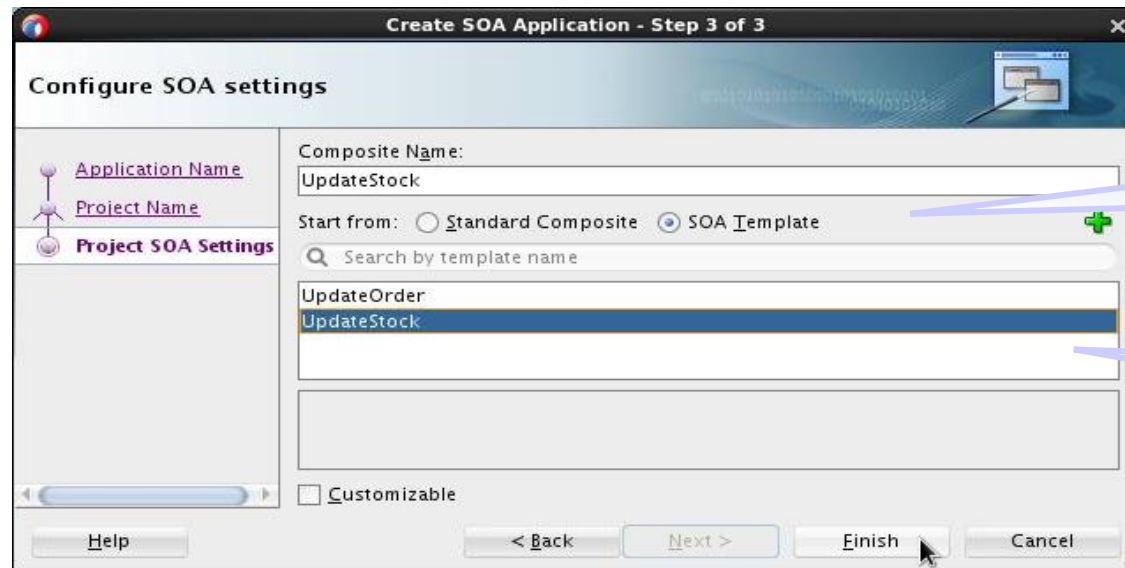 Create SOA Application - Step 3 of 3
Configure SOA settings
Application Name
Project Name
Project SOA Settings
Composite Name:
UpdateStock
Start from: Standard Composite SOA Template
Search by template name
UpdateOrder
UpdateStock
Customizable
Help < Back Next > Finish Cancel